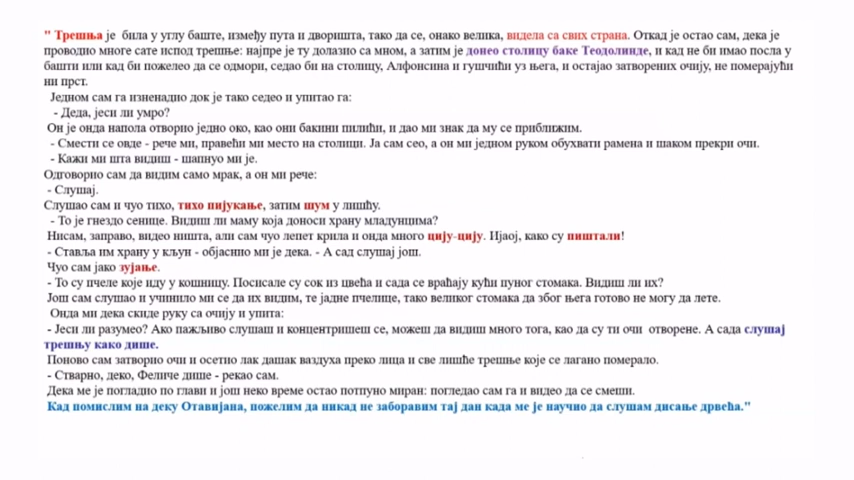 " Трешња је била у углу баште, између пута и дворишта, тако да се, онако велика, видела са свих страна. Откад је остао сам, дека је
проводио многе сате испод трешње: најпре је ту долазио са мном, а затим је донео столицу баке Теодолинде, и кад не би имао посла у
башти или кад би пожелео да се одмори, седао би на столицу, Алфонсина и гушчићи уз њега, и остајао затворених очију, не померајући
ни прст.
Једном сам га изненадио док је тако седео и упитао га:
- Деда, јеси ли умро?
Он је онда напола отворио једно око, као они бакини пилићи, и дао ми знак да му се приближим.
- Смести се овде - рече ми, правећи ми место на столици. Ја сам сео, а он ми једном руком обухвати рамена и шаком прекри очи.
- Кажи ми шта видиш - шапнуо ми је.
Одговорио сам да видим само мрак, а он ми рече:
- Слушај.
Слушао сам и чуо тихо, тихо пијукање, затим шум у лишћу.
- То је гнездо сенице. Видиш ли маму која доноси храну младунцима?
Нисам, заправо, видео ништа, али сам чуо лепет крила и онда много цију-цију. Ијаој, како су пиштали!
- Ставља им храну у кљун - објаснио ми је дека. - А сад слушај још.
Чуо сам јако зујање.
- То су пчеле које иду у кошницу. Посисале су сок из цвећа и сада се враћају кући пуног стомака. Видиш ли их?
Још сам слушао и учинило ми се да их видим, те јадне пчелице, тако великог стомака да због њега готово не могу да лете.
Онда ми дека скиде руку са очију и упита:
- Јеси ли разумео? Ако пажљиво слушаш и концентришеш се, можеш да видиш много тога, као да су ти очи отворене. А сада слушај
трешњу како дише.
Поново сам затворио очи и осетио лак дашак ваздуха преко лица и све лишће трешње које се лагано померало.
- Стварно, деко, Феличе дише - рекао сам.
Дека ме је погладио по глави и још неко време остао потпуно миран: погледао сам га и видео да се смеши.
Кад помислим на деку Отавијана, пожелим да никад не заборавим тај дан када ме је научио да слушам дисање дрвећа."